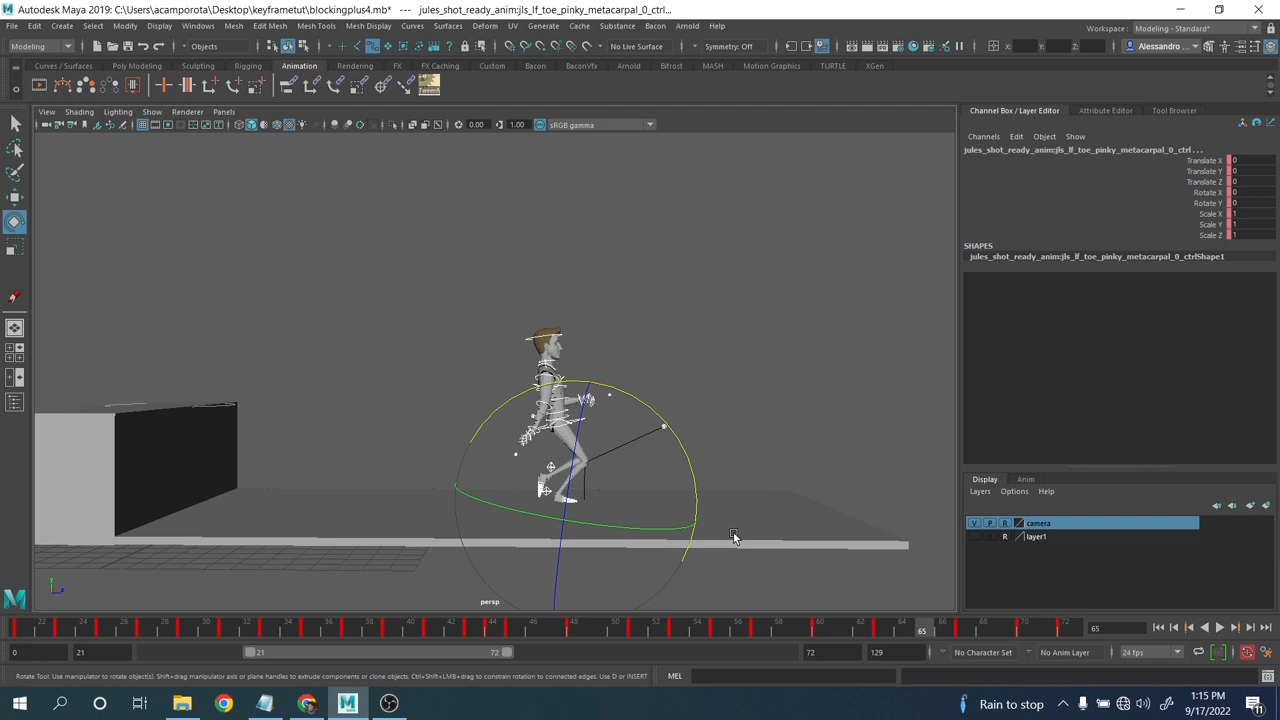 Autodesk Maya 2019: C:\Users\acamporota\Desktop\keyframetut\blockingplus4.mb*   ---   jules_shot_ready_anim:jls_lf_toe_pinky_metacarpal_0_ctrl...
File Edit Create Select Modify Display Windows Mesh Edit Mesh Mesh Tools Mesh Display Curves Surfaces Deform UV Generate Cache Substance Bacon Arnold Help
Workspace : Modeling - Standard*
Modeling Objects No Live Surface Symmetry: Off X: Y: Z: Alessandro ...
Curves / Surfaces Poly Modeling Sculpting Rigging Animation Rendering FX FX Caching Custom Bacon BaconVfx Arnold Bifrost MASH Motion Graphics TURTLE XGen
View Shading Lighting Show Renderer Panels
0.00 1.00 sRGB gamma
Channel Box / Layer Editor Attribute Editor Tool Browser
Channels Edit Object Show
jules_shot_ready_anim:jls_lf_toe_pinky_metacarpal_0_ctrl ...
Translate X 0
Translate Y 0
Translate Z 0
Rotate X 0
Rotate Y 0
Scale X 1
Scale Y 1
Scale Z 1
SHAPES
jules_shot_ready_anim:jls_lf_toe_pinky_metacarpal_0_ctrlShape1
Display Anim
Layers Options Help
V P R camera
R layer1
y z
persp
22 24 26 28 30 32 34 36 38 40 42 44 46 48 50 52 54 56 58 60 62 64 65 66 68 70 72 65
0 21 21 72 72 129 No Character Set No Anim Layer 24 fps
Rotate Tool: Use manipulator to rotate object(s). Shift+drag manipulator axis or plane handles to extrude components or clone objects. Ctrl+Shift+LMB+drag to constrain rotation to connected edges. Use D or INSERT MEL
Rain to stop 1:15 PM
9/17/2022 11